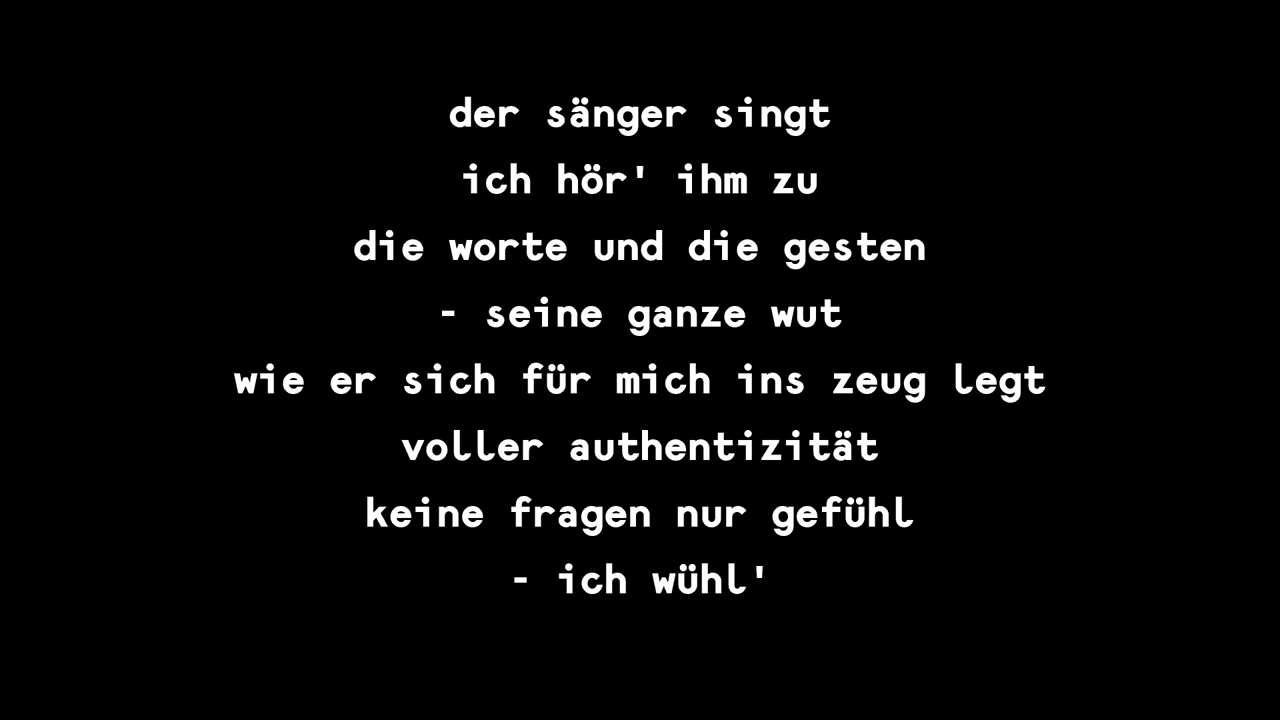 der sänger singt
ich hör' ihm zu
die worte und die gesten
- seine ganze wut
wie er sich für mich ins zeug legt
voller authentizität
keine fragen nur gefühl
- ich wühl'